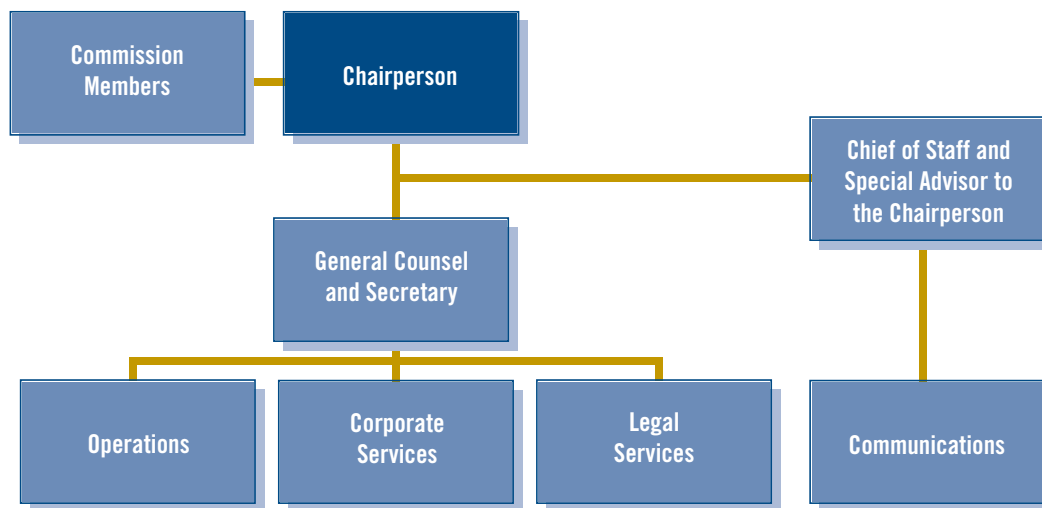 Commission
Members
Chairperson
Chief of Staff and
Special Advisor to
the Chairperson
General Counsel
and Secretary
Operations
Corporate
Services
Legal
Services
Communications